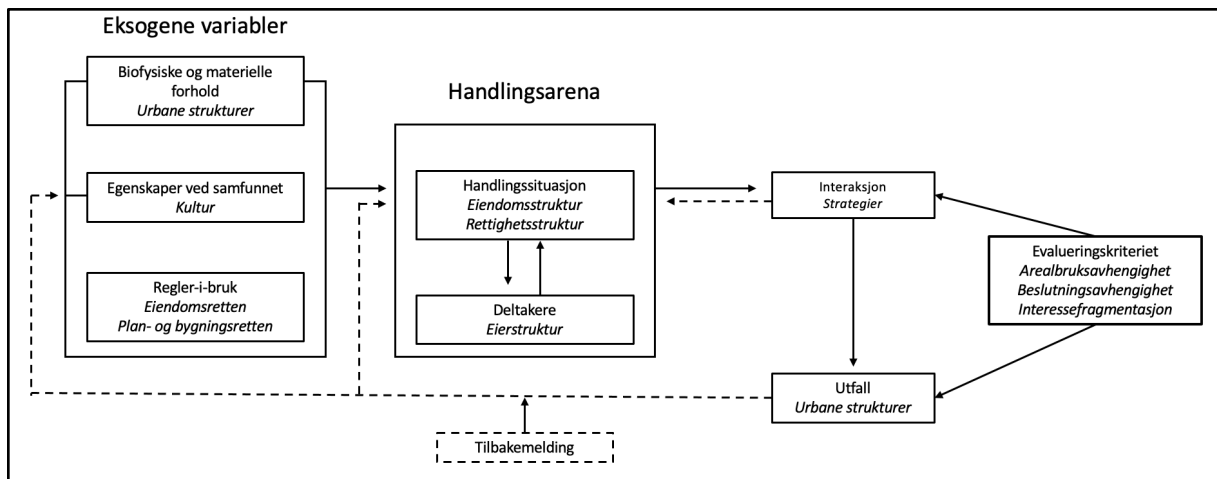 Eksogene variabler
Biofysiske og materielle
forhold
Urbane strukturer
Egenskaper ved samfunnet
Kultur
Regler-i-bruk
Eiendomsretten
Plan- og bygningsretten
Handlingsarena
Handlingssituasjon
Eiendomsstruktur
Rettighetsstruktur
Deltakere
Eierstruktur
Interaksjon
Strategier
Evalueringskriteriet
Arealbruksavhengighet
Beslutningsavhengighet
Interessefragmentasjon
Utfall
Urbane strukturer
Tilbakemelding